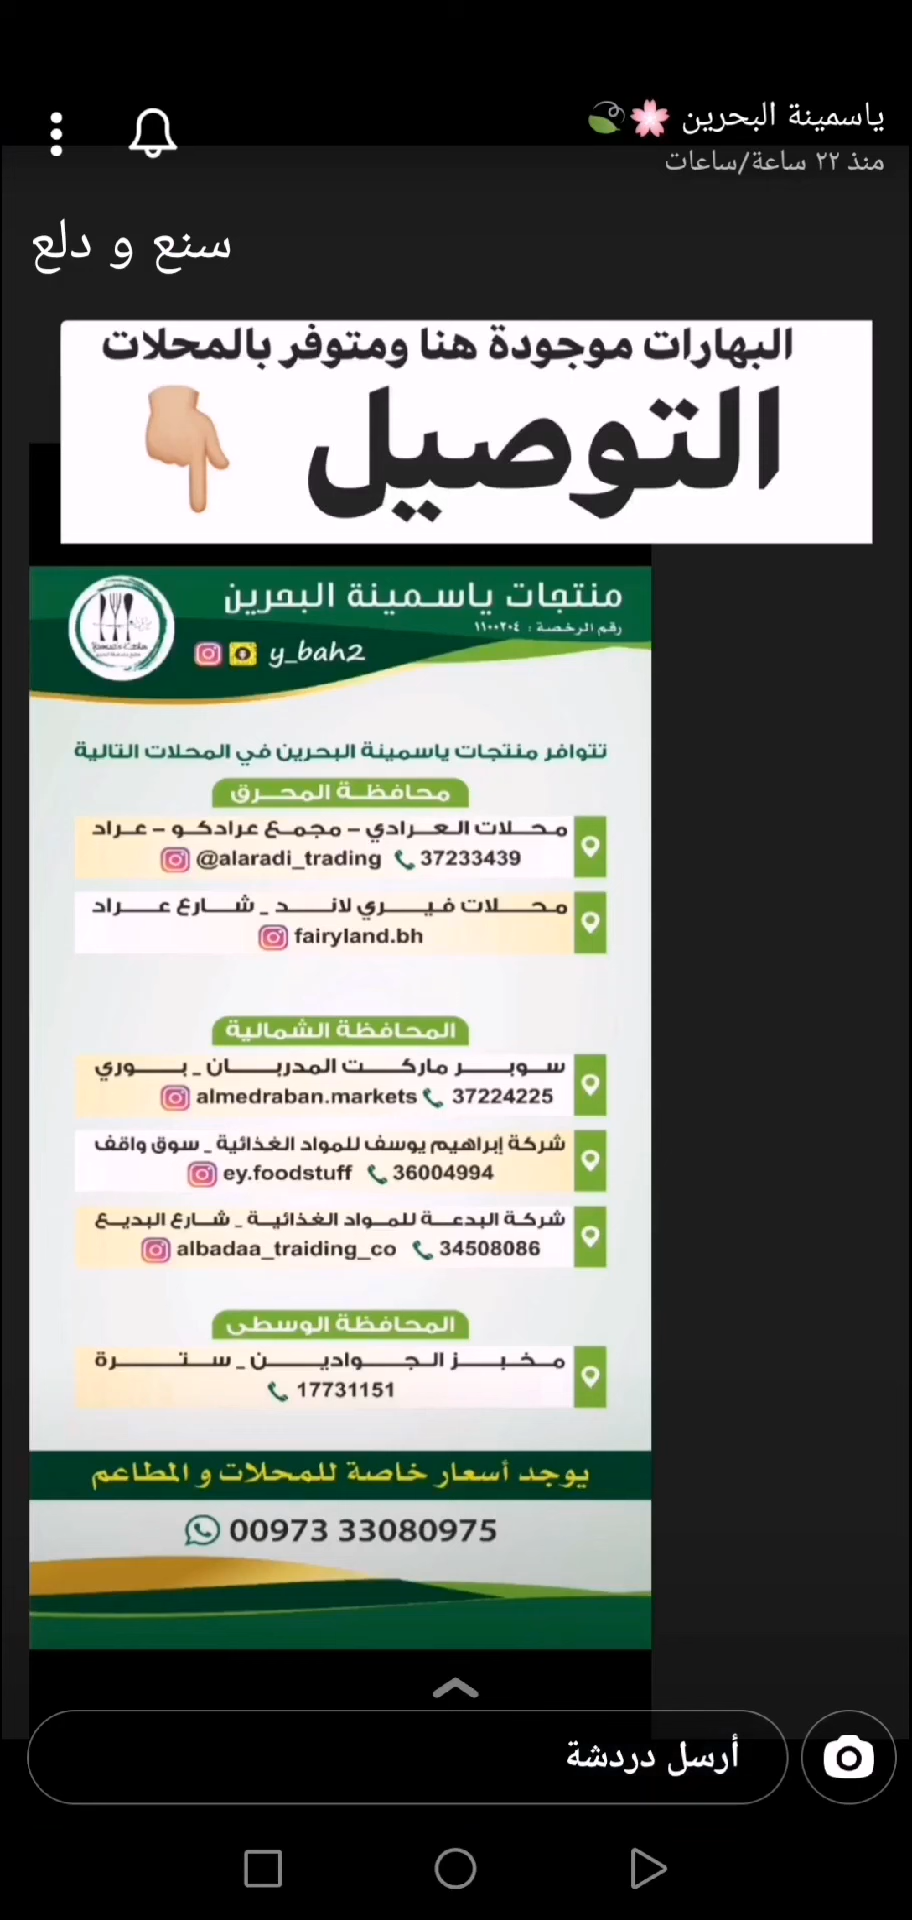 ياسمينة البحرين
منذ ٢٢ ساعة/ساعات
سنع و دلع
البهارات موجودة هنا ومتوفر بالمحلات
التوصيل
منتجات ياسمينة البحرين
رقم الرخصة : ١١٠٠٢٠٤
y_bah2
تتوافر منتجات ياسمينة البحرين في المحلات التالية
محافظة المحرق
محلات العرادي - مجمع عرادكو - عراد
@alaradi_trading 37233439
محلات فيري لاند _ شارع عراد
fairyland.bh
المحافظة الشمالية
سوبر ماركت المدربان _ بوري
almedraban.markets 37224225
شركة إبراهيم يوسف للمواد الغذائية _ سوق واقف
ey.foodstuff 36004994
شركة البدعة للمواد الغذائية _ شارع البديع
albadaa_traiding_co 34508086
المحافظة الوسطى
مخبز الجوادين _ سترة
17731151
يوجد أسعار خاصة للمحلات و المطاعم
00973 33080975
أرسل دردشة